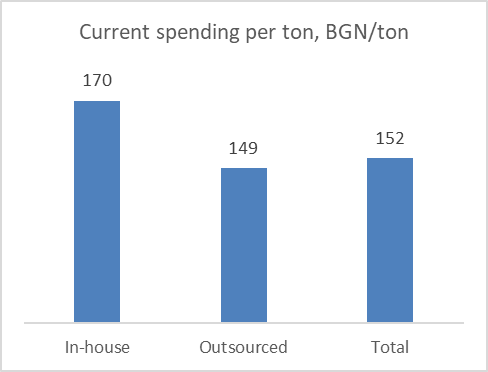 Current spending per ton, BGN/ton
170
149
152
In-house
Outsourced
Total